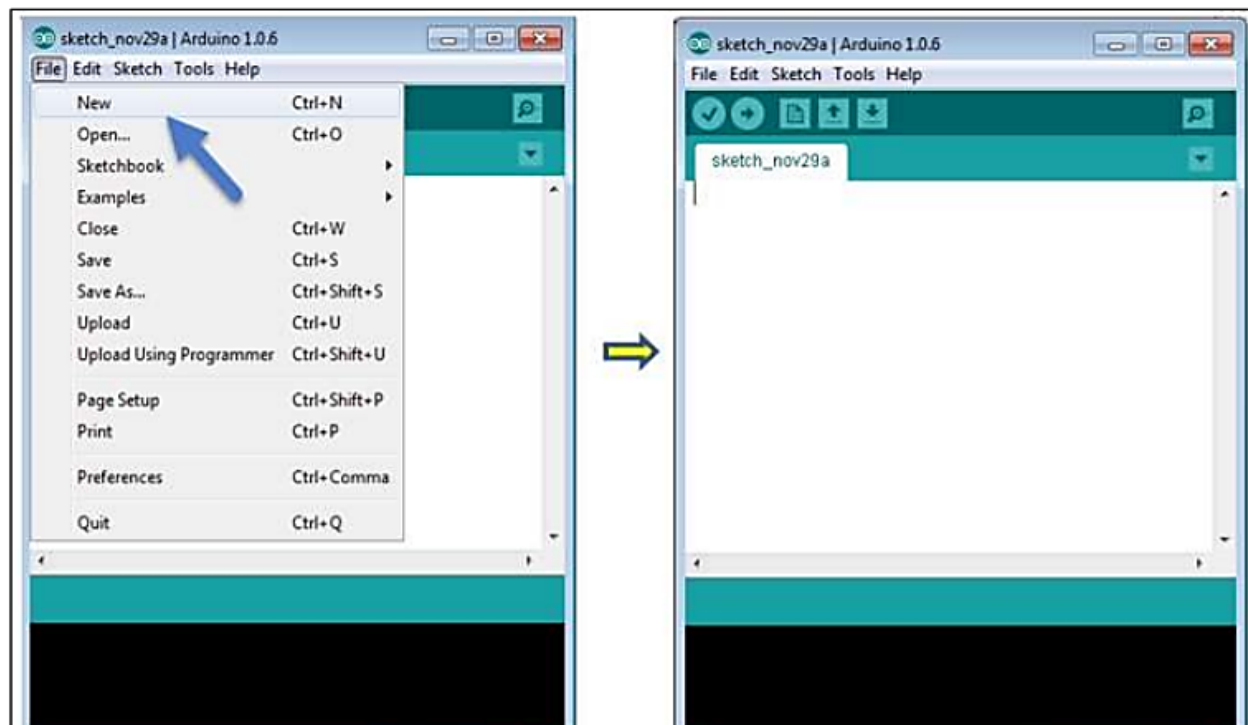 sketch_nov29a | Arduino 1.0.6
File Edit Sketch Tools Help
New Ctrl+N
Open... Ctrl+O
Sketchbook
Examples
Close Ctrl+W
Save Ctrl+S
Save As... Ctrl+Shift+S
Upload Ctrl+U
Upload Using Programmer Ctrl+Shift+U
Page Setup Ctrl+Shift+P
Print Ctrl+P
Preferences Ctrl+Comma
Quit Ctrl+Q
sketch_nov29a | Arduino 1.0.6
File Edit Sketch Tools Help
sketch_nov29a